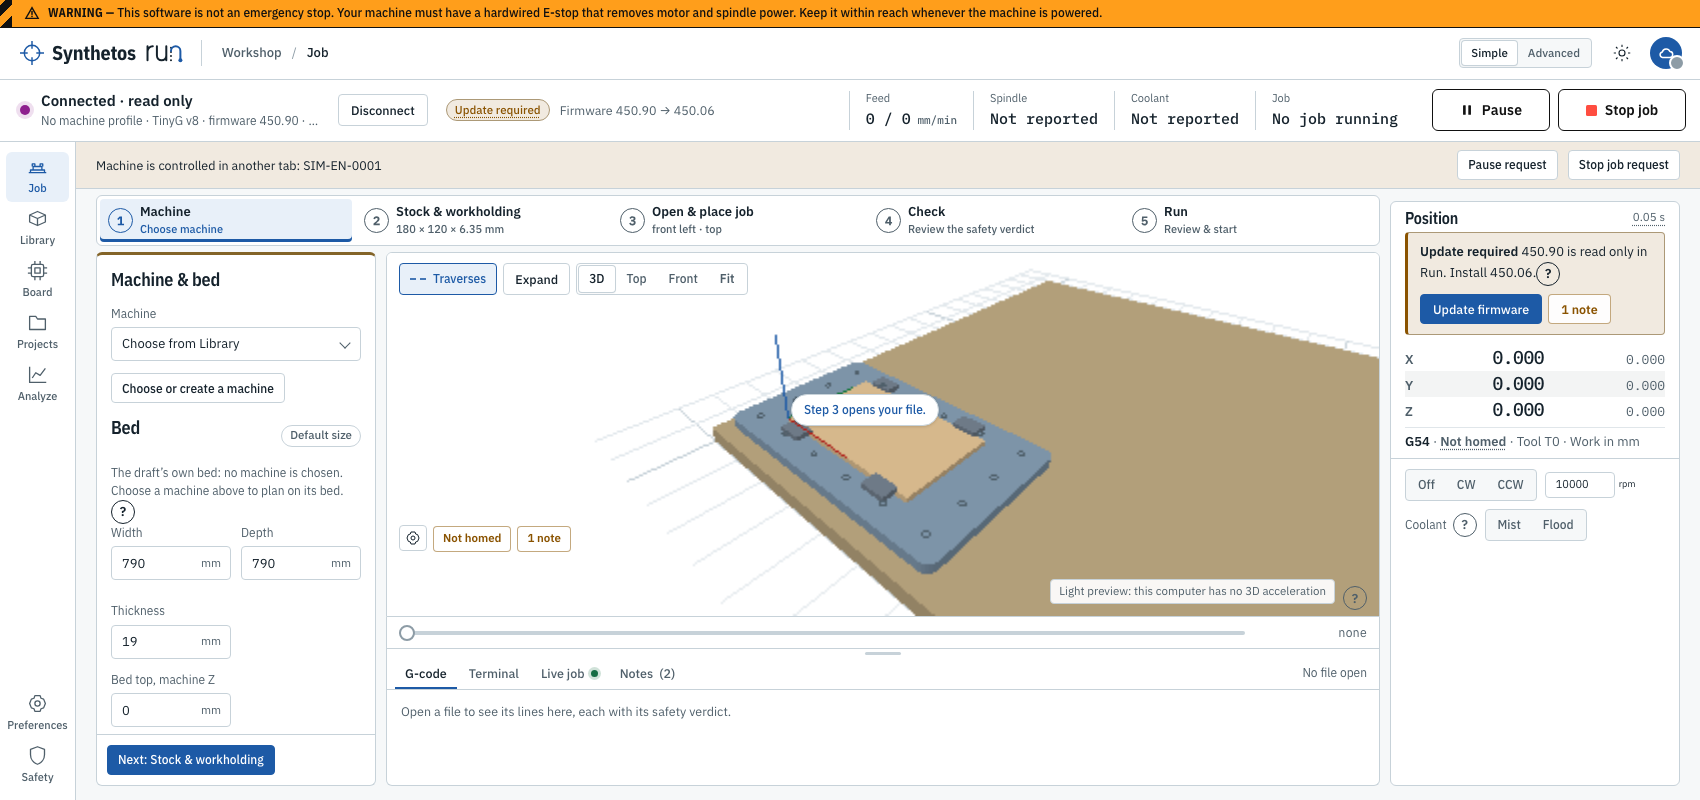 WARNING — This software is not an emergency stop. Your machine must have a hardwired E-stop that removes motor and spindle power. Keep it within reach whenever the machine is powered.
Synthetos run
Workshop / Job
Simple Advanced
Connected · read only
No machine profile · TinyG v8 · firmware 450.90 · ...
Disconnect
Update required
Firmware 450.90 → 450.06
Feed
0 / 0 mm/min
Spindle
Not reported
Coolant
Not reported
Job
No job running
Pause
Stop job
Machine is controlled in another tab: SIM-EN-0001
Pause request
Stop job request
Job
Library
Board
Projects
Analyze
Preferences
Safety
1 Machine
Choose machine
2 Stock & workholding
180 × 120 × 6.35 mm
3 Open & place job
front left · top
4 Check
Review the safety verdict
5 Run
Review & start
Machine & bed
Machine
Choose from Library
Choose or create a machine
Bed
Default size
The draft's own bed: no machine is chosen.
Choose a machine above to plan on its bed.
?
Width
790 mm
Depth
790 mm
Thickness
19 mm
Bed top, machine Z
0 mm
Next: Stock & workholding
Traverses
Expand
3D Top Front Fit
Step 3 opens your file.
Not homed
1 note
Light preview: this computer has no 3D acceleration
?
none
G-code Terminal Live job Notes (2)
No file open
Open a file to see its lines here, each with its safety verdict.
Position
0.05 s
Update required 450.90 is read only in
Run. Install 450.06. ?
Update firmware
1 note
X 0.000 0.000
Y 0.000 0.000
Z 0.000 0.000
G54 · Not homed · Tool T0 · Work in mm
Off CW CCW
10000 rpm
Coolant ? Mist Flood